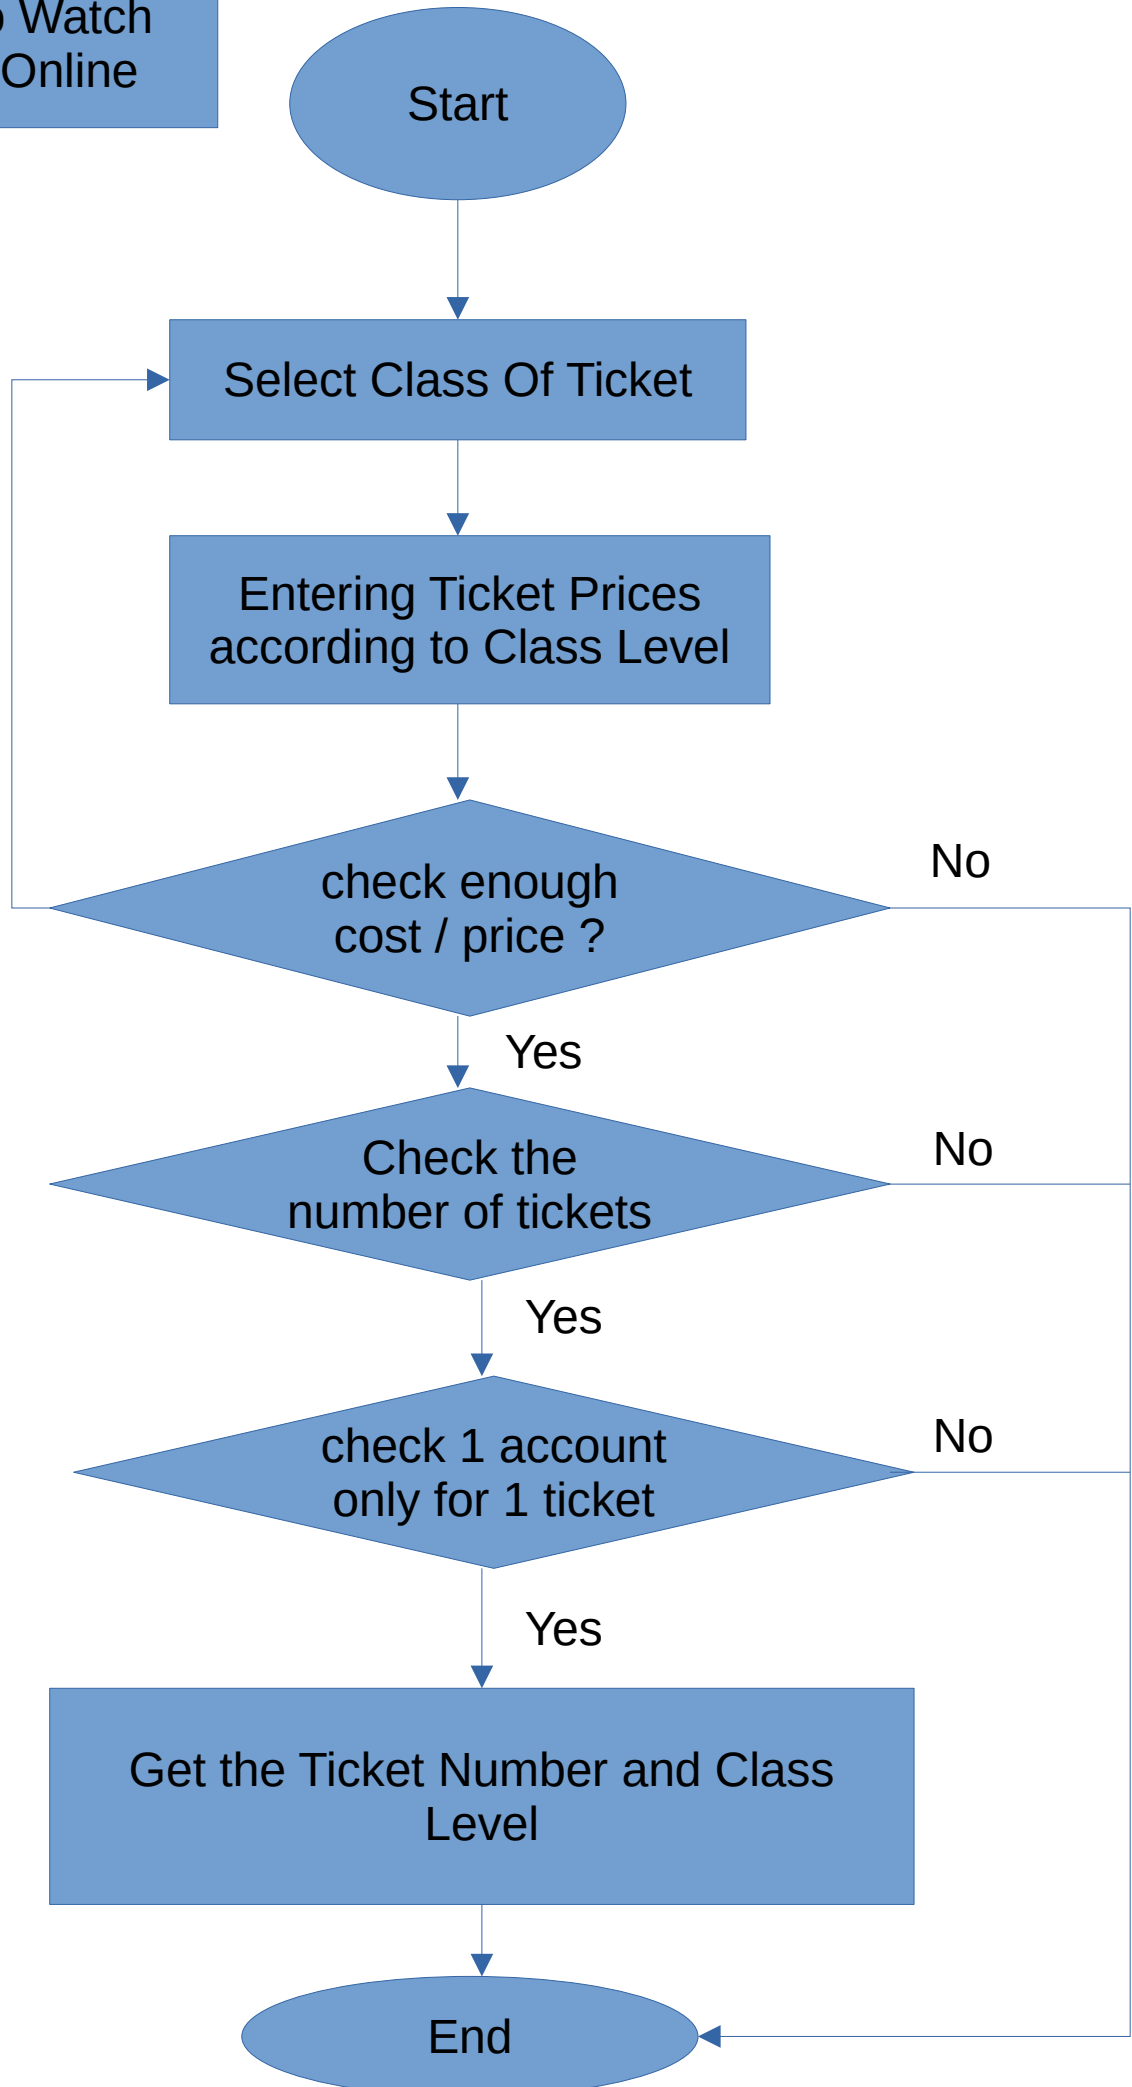 Watch
Online
Start
Select Class Of Ticket
Entering Ticket Prices
according to Class Level
check enough
cost / price ?
No
Yes
Check the
number of tickets
No
Yes
check 1 account
only for 1 ticket
No
Yes
Get the Ticket Number and Class
Level
End